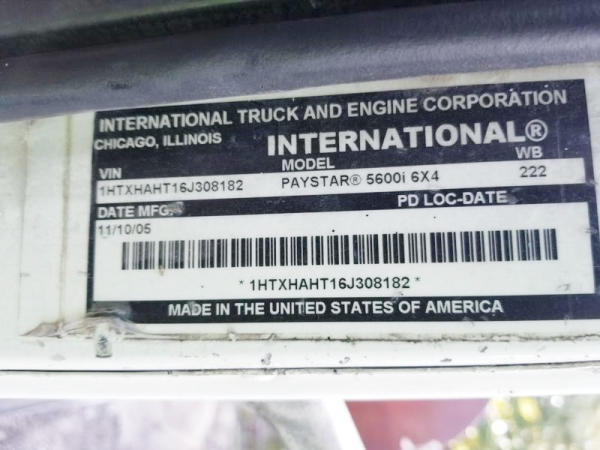 INTERNATIONAL TRUCK AND ENGINE CORPORATION
CHICAGO, ILLINOIS INTERNATIONAL®
VIN MODEL WB
1HTXHAHT16J308182 PAYSTAR® 5600i 6X4 222
DATE MFG. PD LOC-DATE
11/10/05
* 1HTXHAHT16J308182 *
MADE IN THE UNITED STATES OF AMERICA